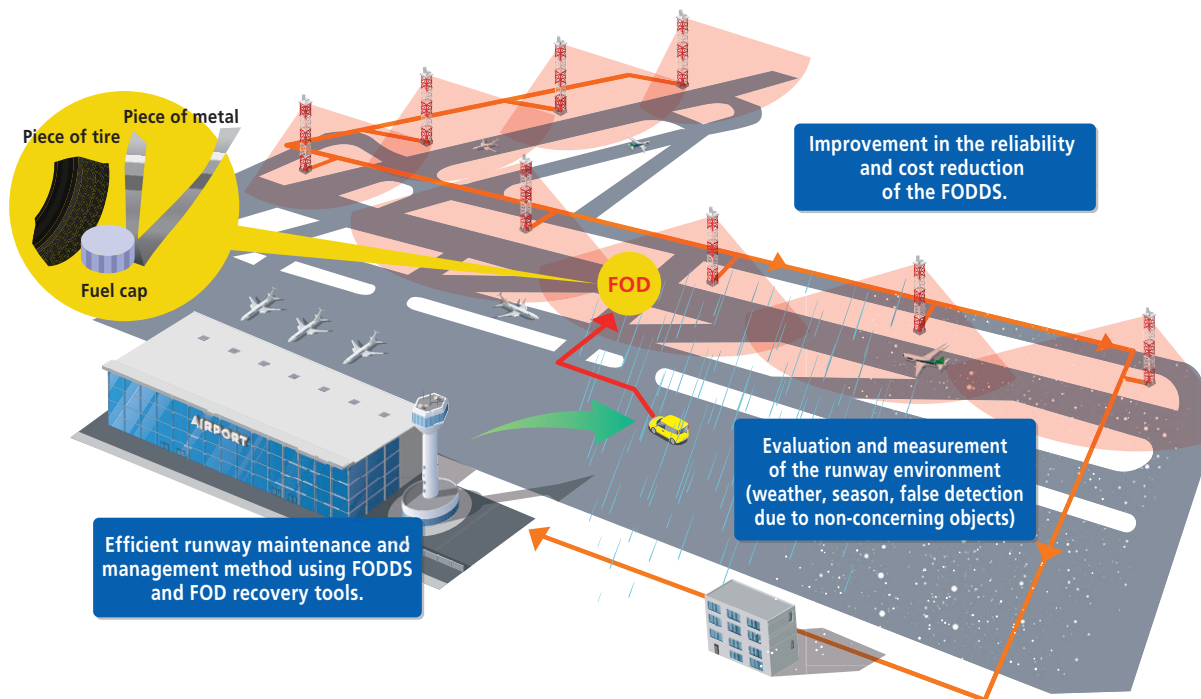 Piece of tire
Piece of metal
Fuel cap
FOD
Improvement in the reliability
and cost reduction
of the FODDS.
AIRPORT
Evaluation and measurement
of the runway environment
(weather, season, false detection
due to non-concerning objects)
Efficient runway maintenance and
management method using FODDS
and FOD recovery tools.